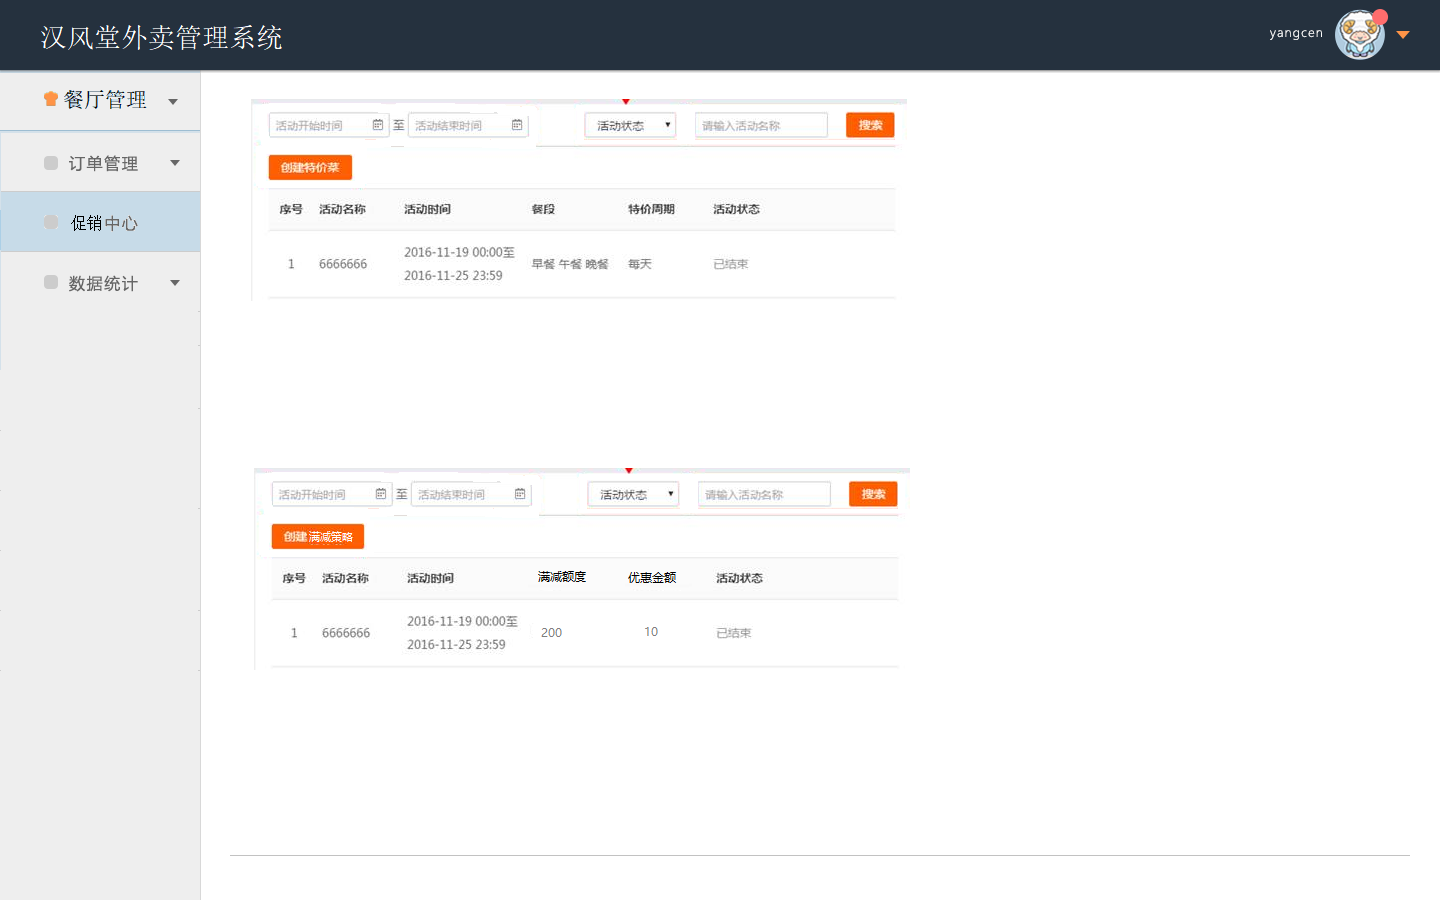 汉风堂外卖管理系统
yangcen
餐厅管理
订单管理
促销中心
数据统计
活动开始时间 至 活动结束时间 活动状态 请输入活动名称 搜索
创建特价菜
序号 活动名称 活动时间 餐段 特价周期 活动状态
1 6666666 2016-11-19 00:00至 早餐 午餐 晚餐 每天 已结束
2016-11-25 23:59
活动开始时间 至 活动结束时间 活动状态 请输入活动名称 搜索
创建满减策略
序号 活动名称 活动时间 满减额度 优惠金额 活动状态
1 6666666 2016-11-19 00:00至 200 10 已结束
2016-11-25 23:59